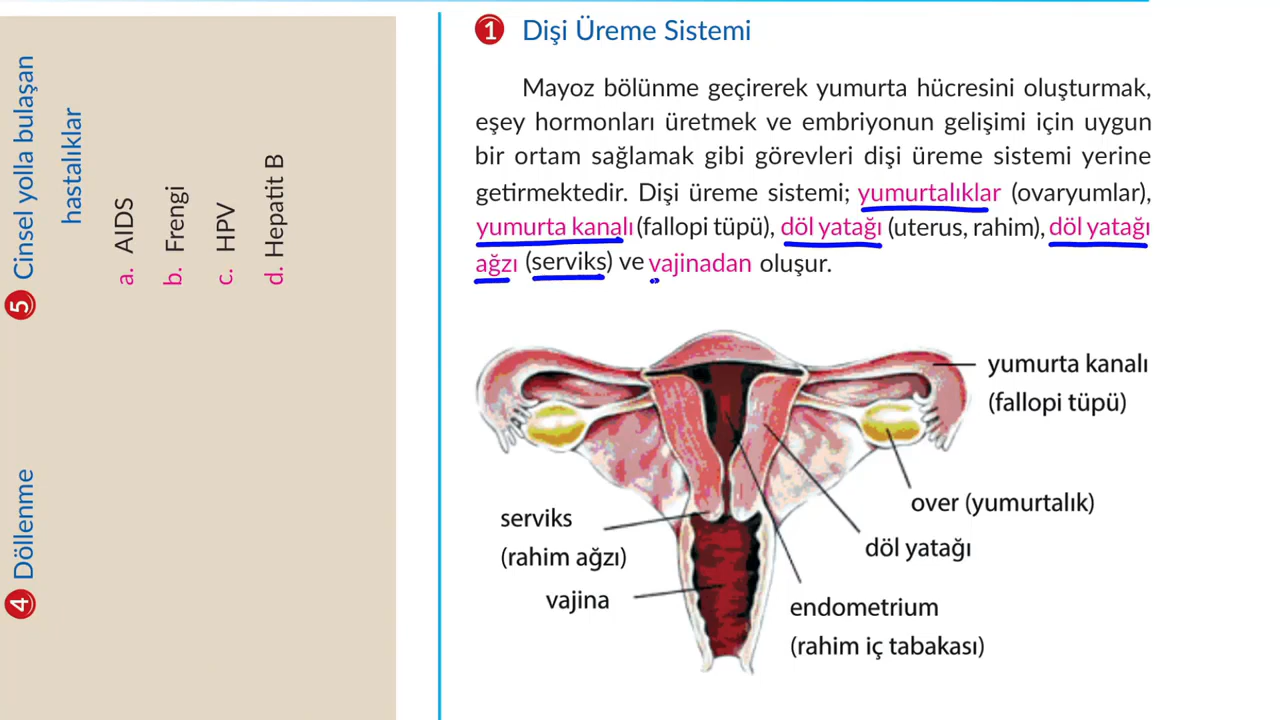 5 Cinsel yolla bulaşan
hastalıklar
a. AIDS
b. Frengi
c. HPV
d. Hepatit B
4 Döllenme
1 Dişi Üreme Sistemi
Mayoz bölünme geçirerek yumurta hücresini oluşturmak,
eşey hormonları üretmek ve embriyonun gelişimi için uygun
bir ortam sağlamak gibi görevleri dişi üreme sistemi yerine
getirmektedir. Dişi üreme sistemi; yumurtalıklar (ovaryumlar),
yumurta kanalı (fallopi tüpü), döl yatağı (uterus, rahim), döl yatağı
ağzı (serviks) ve vajinadan oluşur.
yumurta kanalı
(fallopi tüpü)
over (yumurtalık)
serviks
(rahim ağzı)
döl yatağı
vajina
endometrium
(rahim iç tabakası)